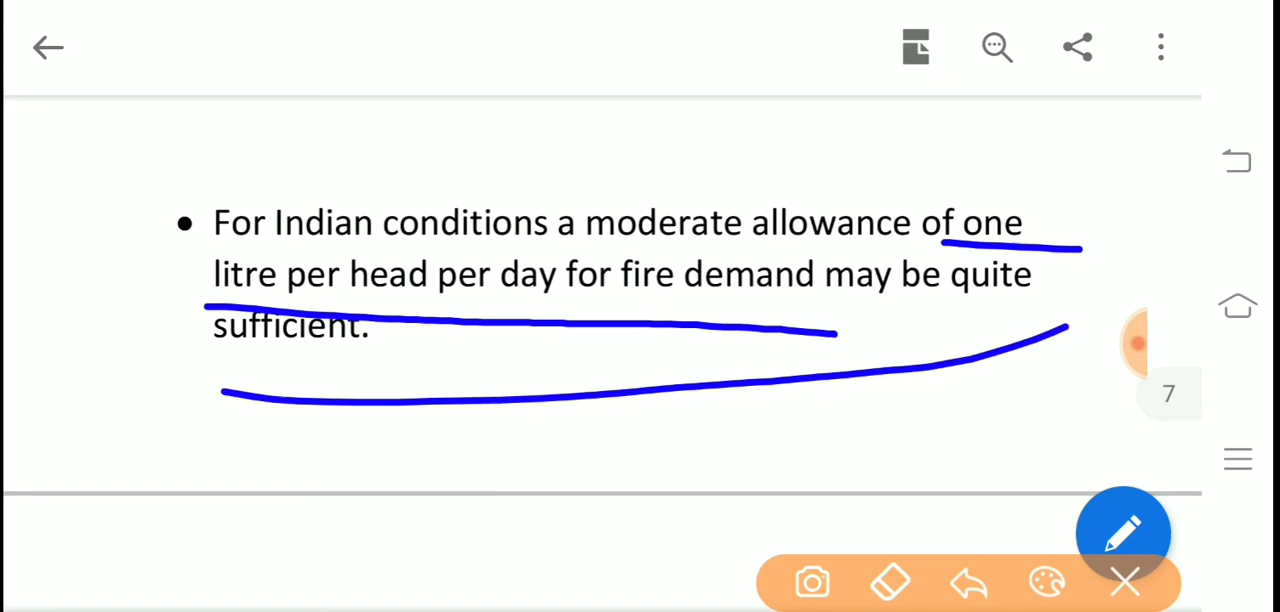 ● For Indian conditions a moderate allowance of one
litre per head per day for fire demand may be quite
sufficient.
7